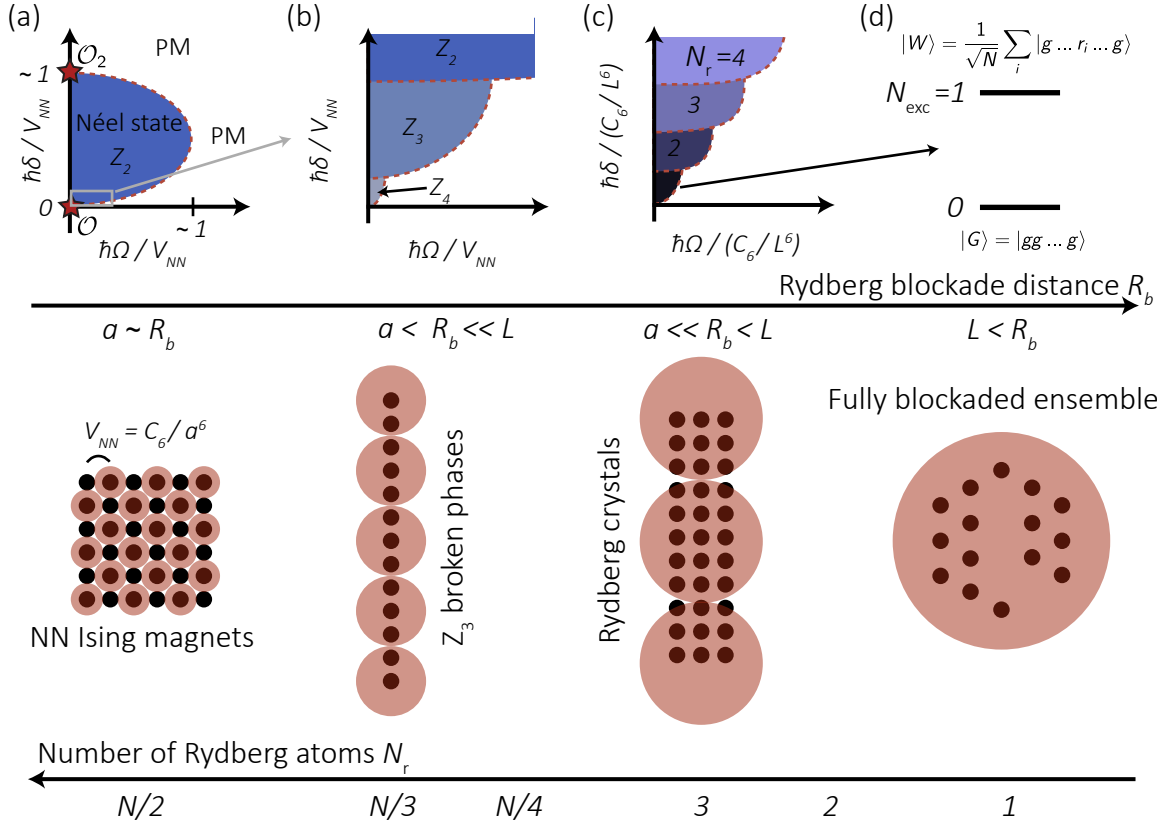 (a)
(b)
(c)
(d)
𝒪₂
PM
~1
Néel state
Z₂
PM
0
𝒪
~1
ħδ / V_NN
ħΩ / V_NN
Z₂
Z₃
Z₄
ħδ / V_NN
ħΩ / V_NN
N_r = 4
3
2
ħδ / (C₆ / L⁶)
ħΩ / (C₆ / L⁶)
|W⟩ = 1/√N ∑_i |g ... r_i ... g⟩
N_exc = 1
0
|G⟩ = |gg ... g⟩
Rydberg blockade distance R_b
a ~ R_b
a < R_b << L
a << R_b < L
L < R_b
V_NN = C₆ / a⁶
NN Ising magnets
Z₃ broken phases
Rydberg crystals
Fully blockaded ensemble
Number of Rydberg atoms N_r
N/2
N/3
N/4
3
2
1